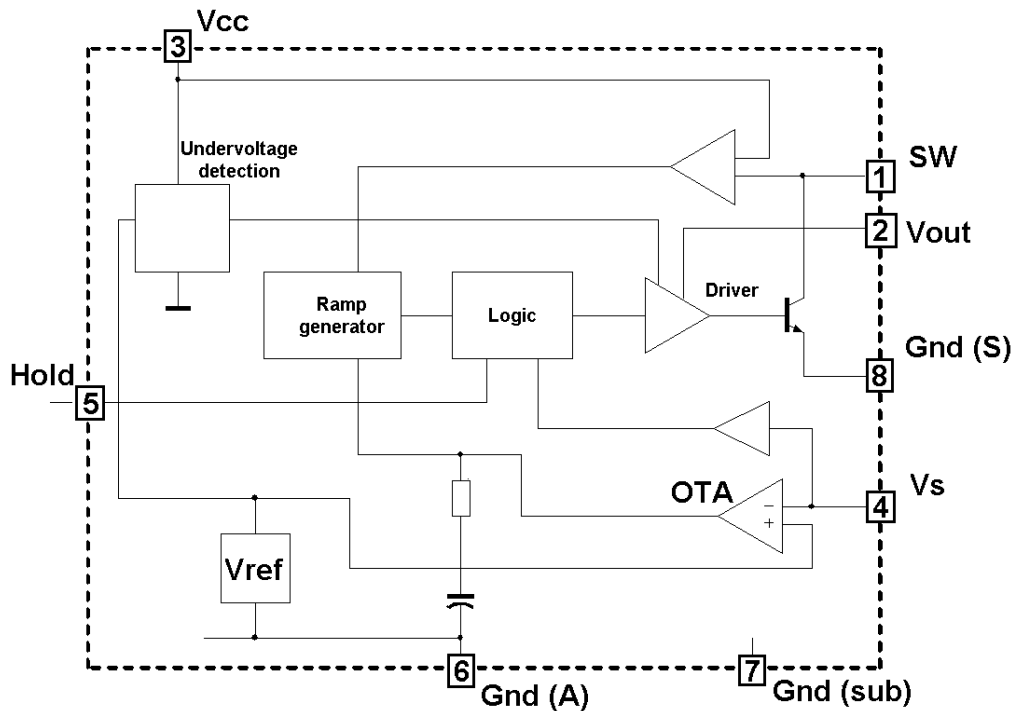 Vcc
3
Undervoltage
detection
SW
1
2
Vout
Driver
Ramp
generator
Logic
Gnd (S)
8
Hold
5
OTA
Vs
4
−
+
Vref
6
Gnd (A)
7
Gnd (sub)